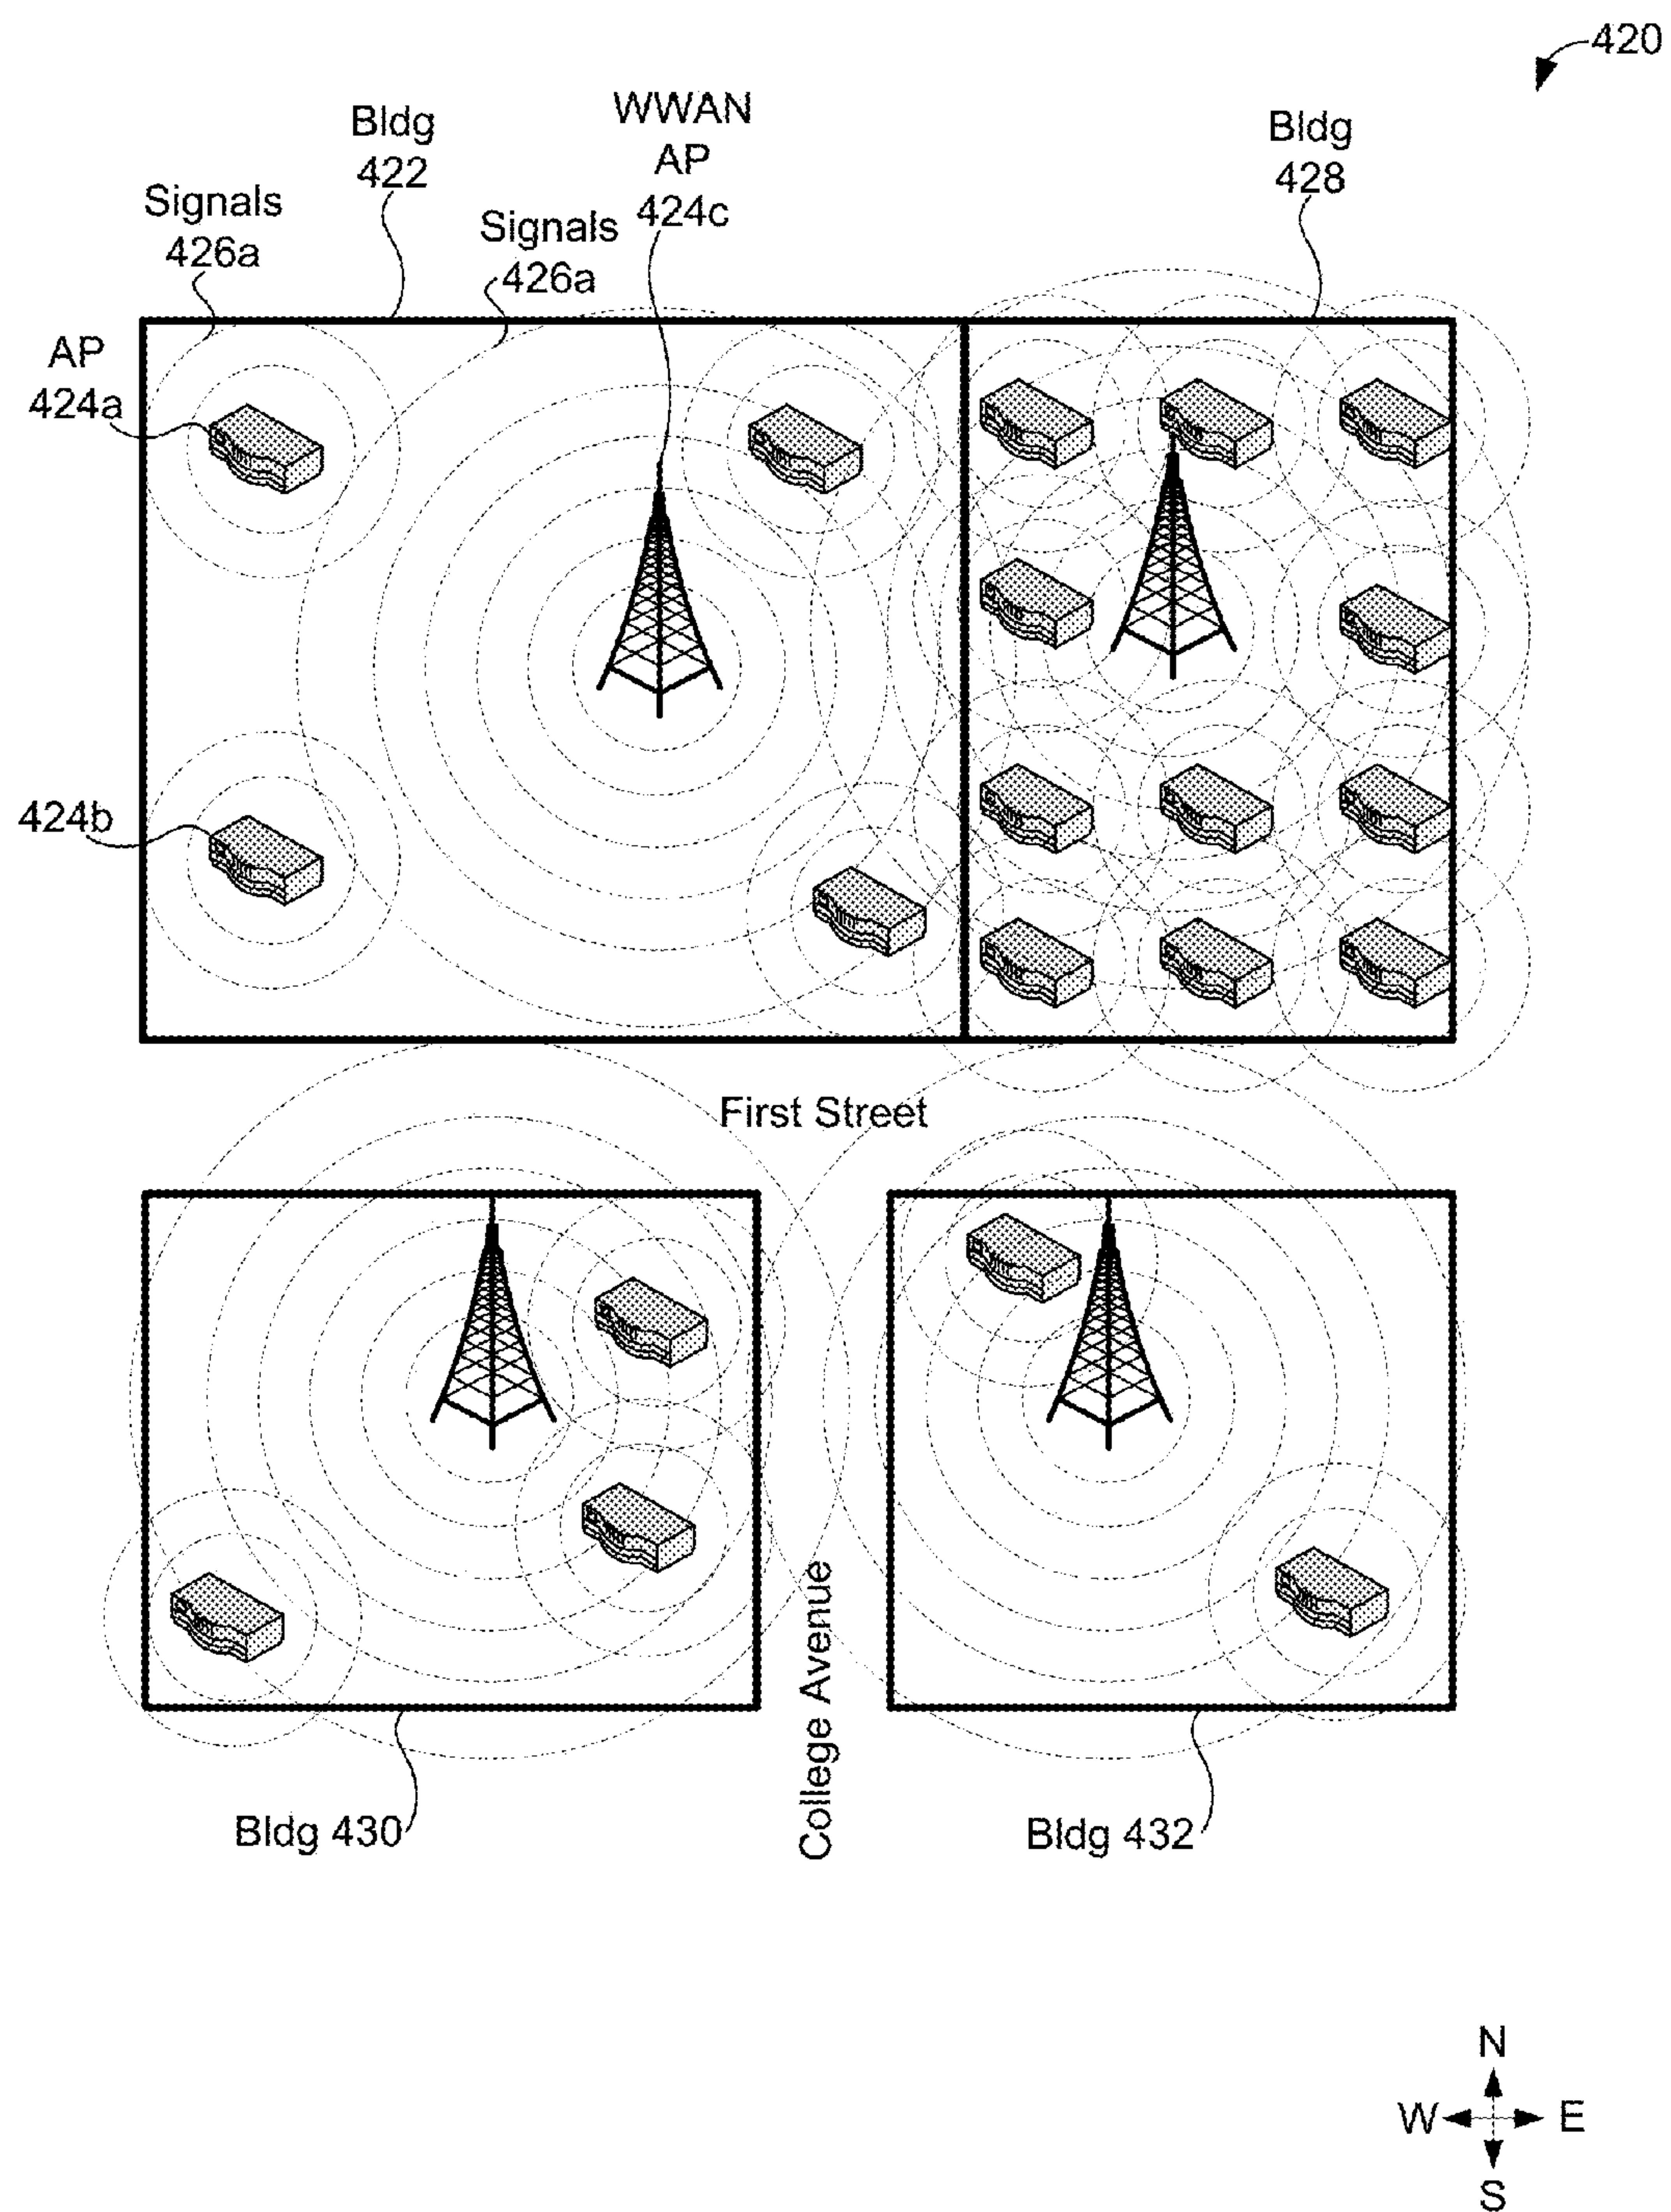 420
WWAN
AP
424c
Bldg
422
Bldg
428
Signals
426a
Signals
426a
AP
424a
424b
First Street
College Avenue
Bldg 430
Bldg 432
N
W
E
S